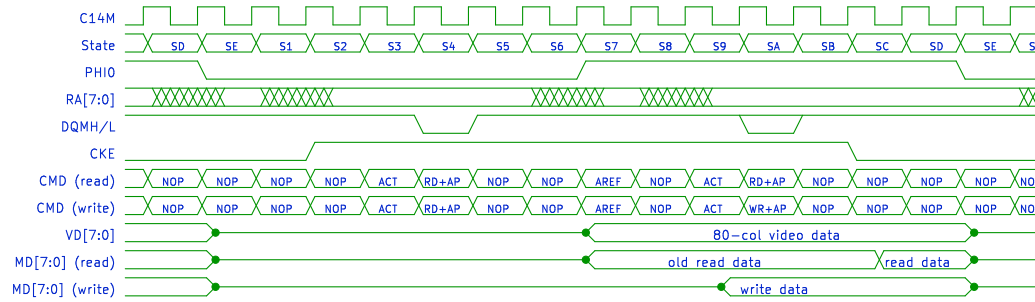 C14M
State SD SE S1 S2 S3 S4 S5 S6 S7 S8 S9 SA SB SC SD SE S
PHI0
RA[7:0]
DQMH/L
CKE
CMD (read) NOP NOP NOP NOP ACT RD+AP NOP NOP AREF NOP ACT RD+AP NOP NOP NOP NOP NO
CMD (write) NOP NOP NOP NOP ACT RD+AP NOP NOP AREF NOP ACT WR+AP NOP NOP NOP NOP NO
VD[7:0] 80-col video data
MD[7:0] (read) old read data read data
MD[7:0] (write) write data